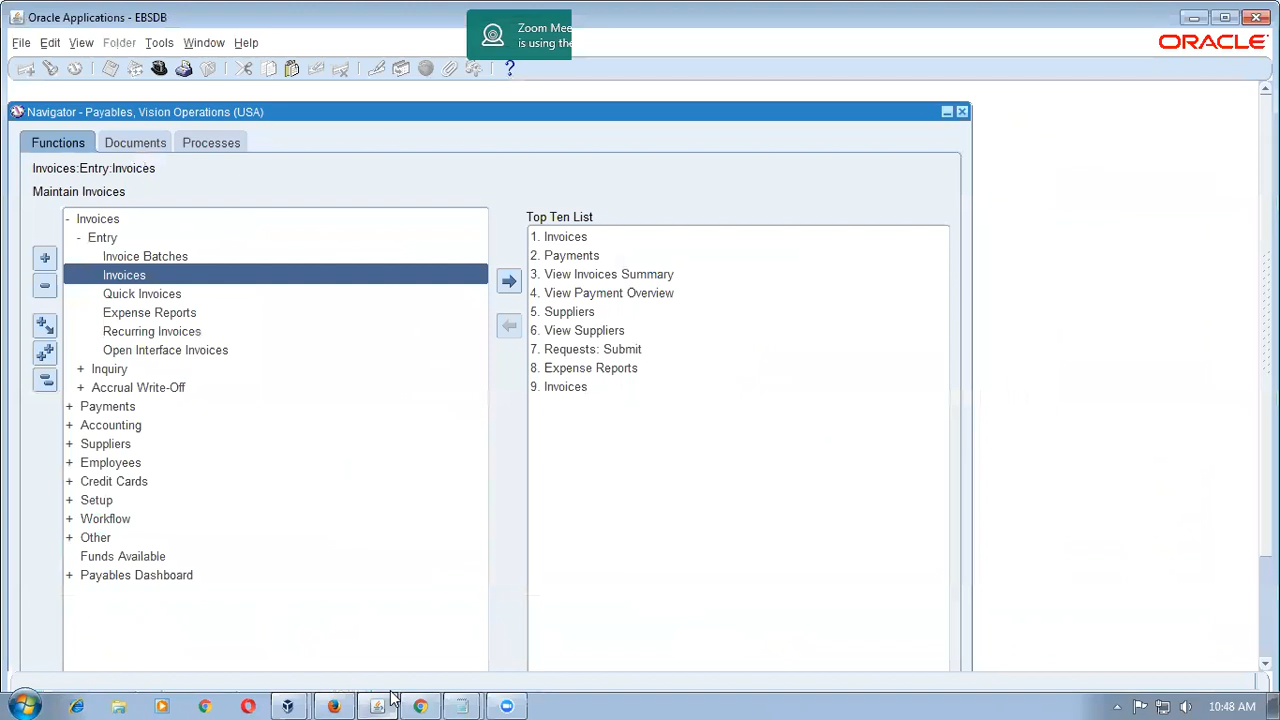 Oracle Applications - EBSDB
Zoom Mee
is using the
File Edit View Folder Tools Window Help
ORACLE
?
Navigator - Payables, Vision Operations (USA)
Functions Documents Processes
Invoices:Entry:Invoices
Maintain Invoices
- Invoices
- Entry
Invoice Batches
Invoices
Quick Invoices
Expense Reports
Recurring Invoices
Open Interface Invoices
+ Inquiry
+ Accrual Write-Off
+ Payments
+ Accounting
+ Suppliers
+ Employees
+ Credit Cards
+ Setup
+ Workflow
+ Other
Funds Available
+ Payables Dashboard
Top Ten List
1. Invoices
2. Payments
3. View Invoices Summary
4. View Payment Overview
5. Suppliers
6. View Suppliers
7. Requests: Submit
8. Expense Reports
9. Invoices
10:48 AM